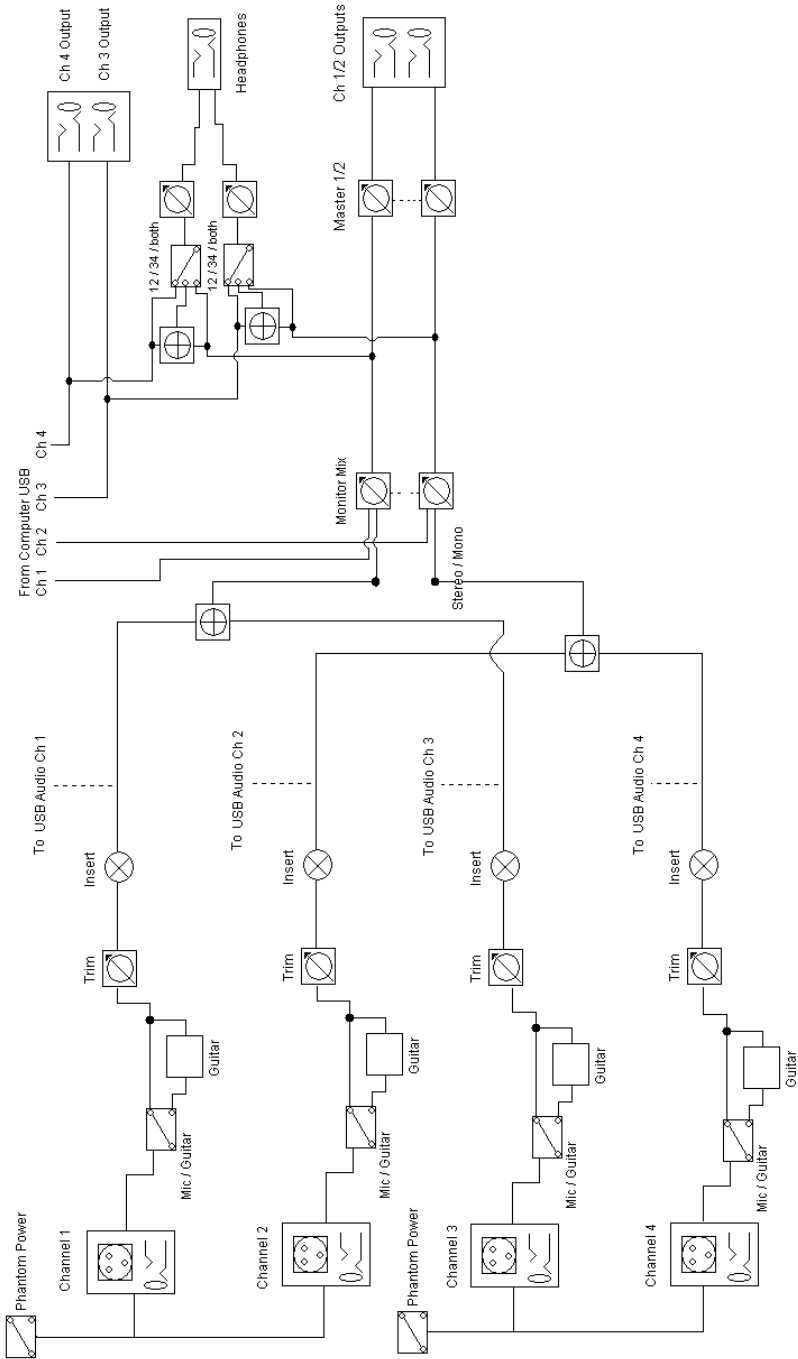 Phantom Power
Channel 1
Mic / Guitar
Guitar
Trim
Insert
To USB Audio Ch 1
Channel 2
Mic / Guitar
Guitar
Trim
Insert
To USB Audio Ch 2
Phantom Power
Channel 3
Mic / Guitar
Guitar
Trim
Insert
To USB Audio Ch 3
Channel 4
Mic / Guitar
Guitar
Trim
Insert
To USB Audio Ch 4
From Computer USB
Ch 1
Ch 2
Ch 3
Ch 4
Stereo / Mono
Monitor Mix
12 / 34 / both
12 / 34 / both
Master 1/2
Ch 4 Output
Ch 3 Output
Headphones
Ch 1/2 Outputs